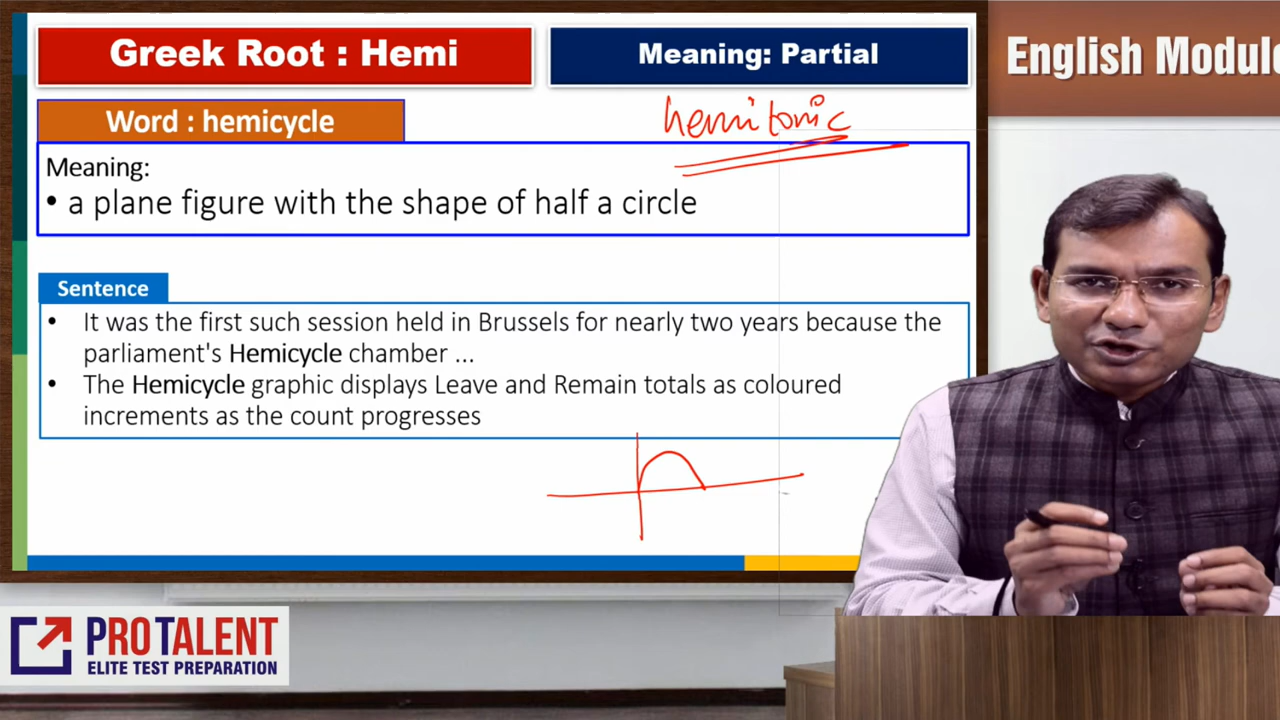 Greek Root : Hemi
Meaning: Partial
English Module
Word : hemicycle
hemitonic
Meaning:
• a plane figure with the shape of half a circle
Sentence
• It was the first such session held in Brussels for nearly two years because the
parliament's Hemicycle chamber ...
• The Hemicycle graphic displays Leave and Remain totals as coloured
increments as the count progresses
PROTALENT
ELITE TEST PREPARATION